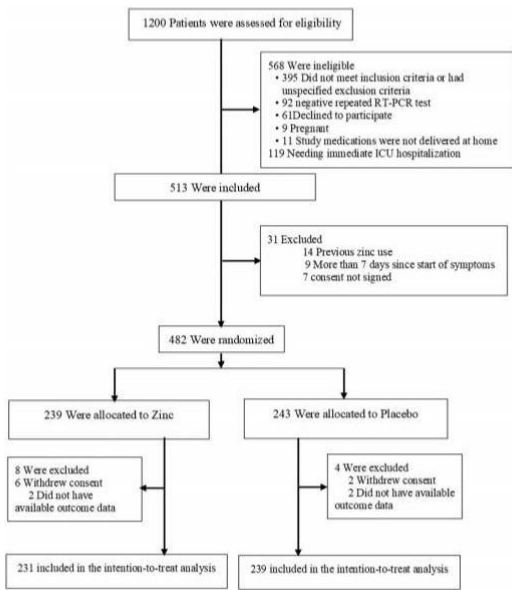 1200 Patients were assessed for eligibility
568 Were ineligible
• 395 Did not meet inclusion criteria or had
unspecified exclusion criteria
• 92 negative repeated RT-PCR test
• 61Declined to participate
• 9 Pregnant
• 11 Study medications were not delivered at home
119 Needing immediate ICU hospitalization
513 Were included
31 Excluded
14 Previous zinc use
9 More than 7 days since start of symptoms
7 consent not signed
482 Were randomized
239 Were allocated to Zinc
243 Were allocated to Placebo
8 Were excluded
6 Withdrew consent
2 Did not have
available outcome data
4 Were excluded
2 Withdrew consent
2 Did not have available
outcome data
231 included in the intention-to-treat analysis
239 included in the intention-to-treat analysis